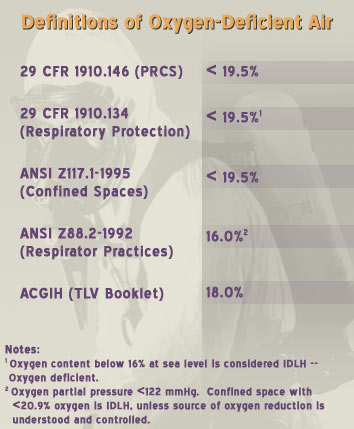 Definitions of Oxygen-Deficient Air
29 CFR 1910.146 (PRCS) < 19.5%
29 CFR 1910.134 < 19.5%¹
(Respiratory Protection)
ANSI Z117.1-1995 < 19.5%
(Confined Spaces)
ANSI Z88.2-1992 16.0%²
(Respirator Practices)
ACGIH (TLV Booklet) 18.0%
Notes:
¹ Oxygen content below 16% at sea level is considered IDLH --
Oxygen deficient.
² Oxygen partial pressure <122 mmHg. Confined space with
<20.9% oxygen is IDLH, unless source of oxygen reduction is
understood and controlled.